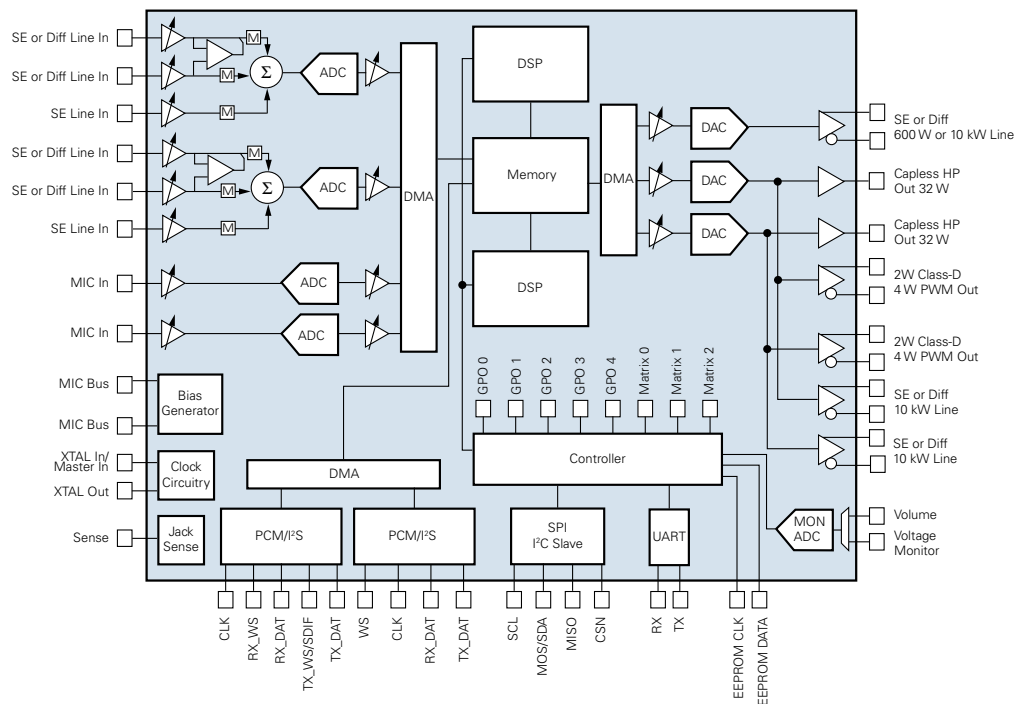 SE or Diff Line In
SE or Diff Line In
SE Line In
SE or Diff Line In
SE or Diff Line In
SE Line In
MIC In
MIC In
MIC Bus
MIC Bus
XTAL In/
Master In
XTAL Out
Sense
M
M
M
Σ
ADC
M
M
M
Σ
ADC
ADC
ADC
DMA
Bias
Generator
Clock
Circuitry
Jack
Sense
DSP
Memory
DSP
DMA
DAC
DAC
DAC
SE or Diff
600 W or 10 kW Line
Capless HP
Out 32 W
Capless HP
Out 32 W
2W Class-D
4 W PWM Out
2W Class-D
4 W PWM Out
SE or Diff
10 kW Line
SE or Diff
10 kW Line
Volume
Voltage
Monitor
GPO 0
GPO 1
GPO 2
GPO 3
GPO 4
Matrix 0
Matrix 1
Matrix 2
Controller
DMA
PCM/I²S
PCM/I²S
SPI
I²C Slave
UART
MON
ADC
CLK
RX_WS
RX_DAT
TX_WS/SDIF
TX_DAT
WS
CLK
RX_DAT
TX_DAT
SCL
MOS/SDA
MISO
CSN
RX
TX
EEPROM CLK
EEPROM DATA